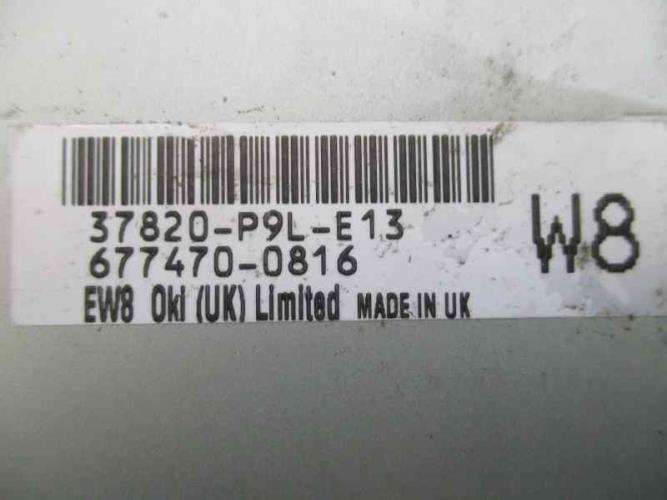 37820-P9L-E13
677470-0816
EW8 Oki (UK) Limited MADE IN UK
W8